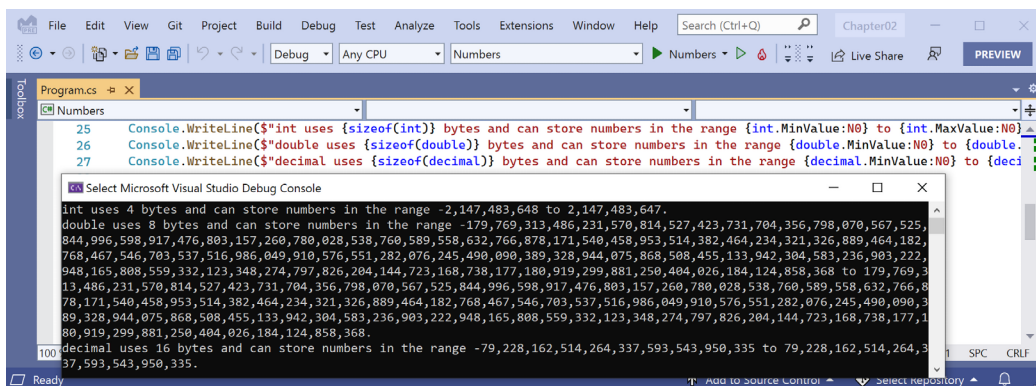 File Edit View Git Project Build Debug Test Analyze Tools Extensions Window Help Search (Ctrl+Q) Chapter02
Debug Any CPU Numbers Numbers Live Share PREVIEW
Toolbox
Program.cs
Numbers
25 Console.WriteLine($"int uses {sizeof(int)} bytes and can store numbers in the range {int.MinValue:N0} to {int.MaxValue:N0}
26 Console.WriteLine($"double uses {sizeof(double)} bytes and can store numbers in the range {double.MinValue:N0} to {double.
27 Console.WriteLine($"decimal uses {sizeof(decimal)} bytes and can store numbers in the range {decimal.MinValue:N0} to {deci
Select Microsoft Visual Studio Debug Console
int uses 4 bytes and can store numbers in the range -2,147,483,648 to 2,147,483,647.
double uses 8 bytes and can store numbers in the range -179,769,313,486,231,570,814,527,423,731,704,356,798,070,567,525,
844,996,598,917,476,803,157,260,780,028,538,760,589,558,632,766,878,171,540,458,953,514,382,464,234,321,326,889,464,182,
768,467,546,703,537,516,986,049,910,576,551,282,076,245,490,090,389,328,944,075,868,508,455,133,942,304,583,236,903,222,
948,165,808,559,332,123,348,274,797,826,204,144,723,168,738,177,180,919,299,881,250,404,026,184,124,858,368 to 179,769,3
13,486,231,570,814,527,423,731,704,356,798,070,567,525,844,996,598,917,476,803,157,260,780,028,538,760,589,558,632,766,8
78,171,540,458,953,514,382,464,234,321,326,889,464,182,768,467,546,703,537,516,986,049,910,576,551,282,076,245,490,090,3
89,328,944,075,868,508,455,133,942,304,583,236,903,222,948,165,808,559,332,123,348,274,797,826,204,144,723,168,738,177,1
80,919,299,881,250,404,026,184,124,858,368.
decimal uses 16 bytes and can store numbers in the range -79,228,162,514,264,337,593,543,950,335 to 79,228,162,514,264,3
37,593,543,950,335.
100 SPC CRLF
Ready Add to Source Control Select Repository